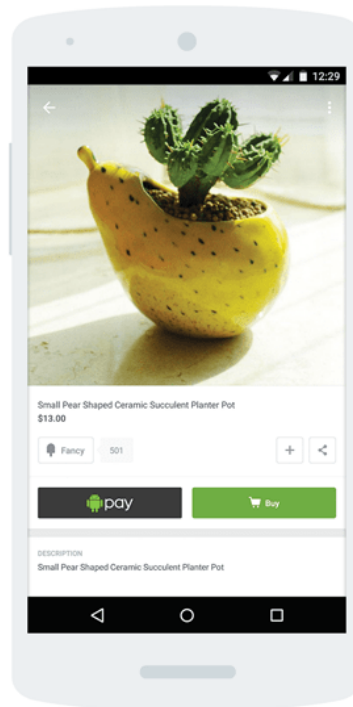 12:29
Small Pear Shaped Ceramic Succulent Planter Pot
$13.00
Fancy 501
pay Buy
DESCRIPTION
Small Pear Shaped Ceramic Succulent Planter Pot